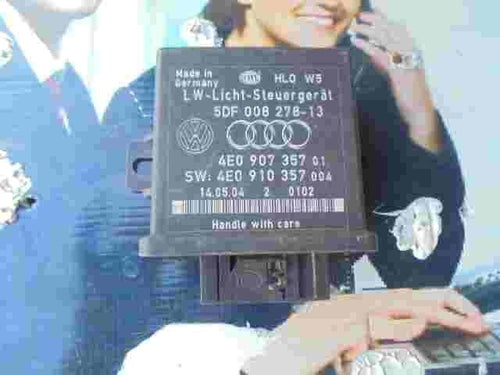 Made in
Germany
HLO W5
LW-Licht-Steuergerät
5DF 008 278-13
4E0 907 357 01
SW: 4E0 910 357 004
14.05.04 2 0102
Handle with care